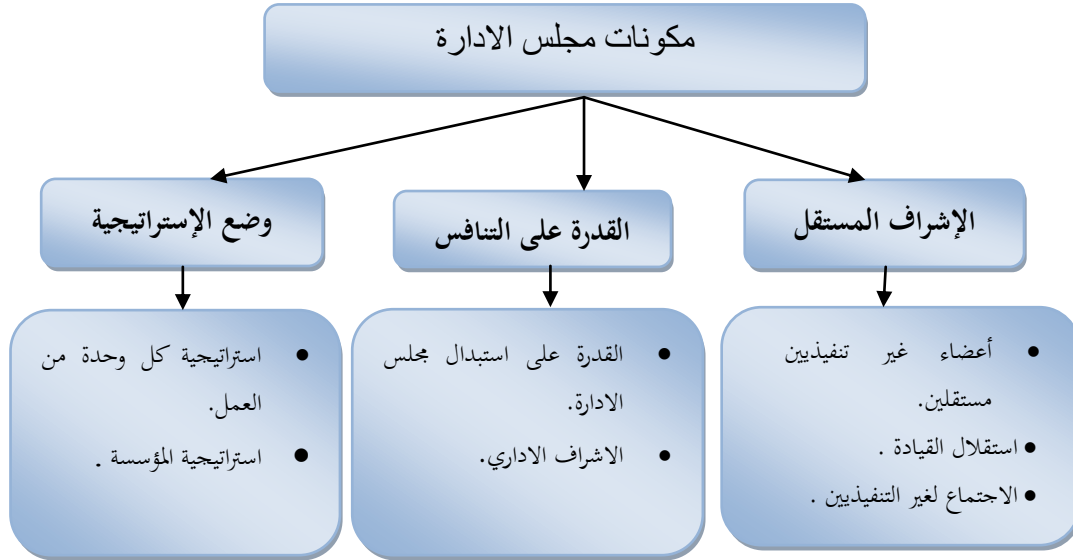 مكونات مجلس الادارة
الإشراف المستقل
القدرة على التنافس
وضع الإستراتيجية
• أعضاء غير تنفيذيين
مستقلين.
• استقلال القيادة .
• الاجتماع لغير التنفيذيين .
• القدرة على استبدال مجلس
الادارة.
• الاشراف الاداري.
• استراتيجية كل وحدة من
العمل.
• استراتيجية المؤسسة .